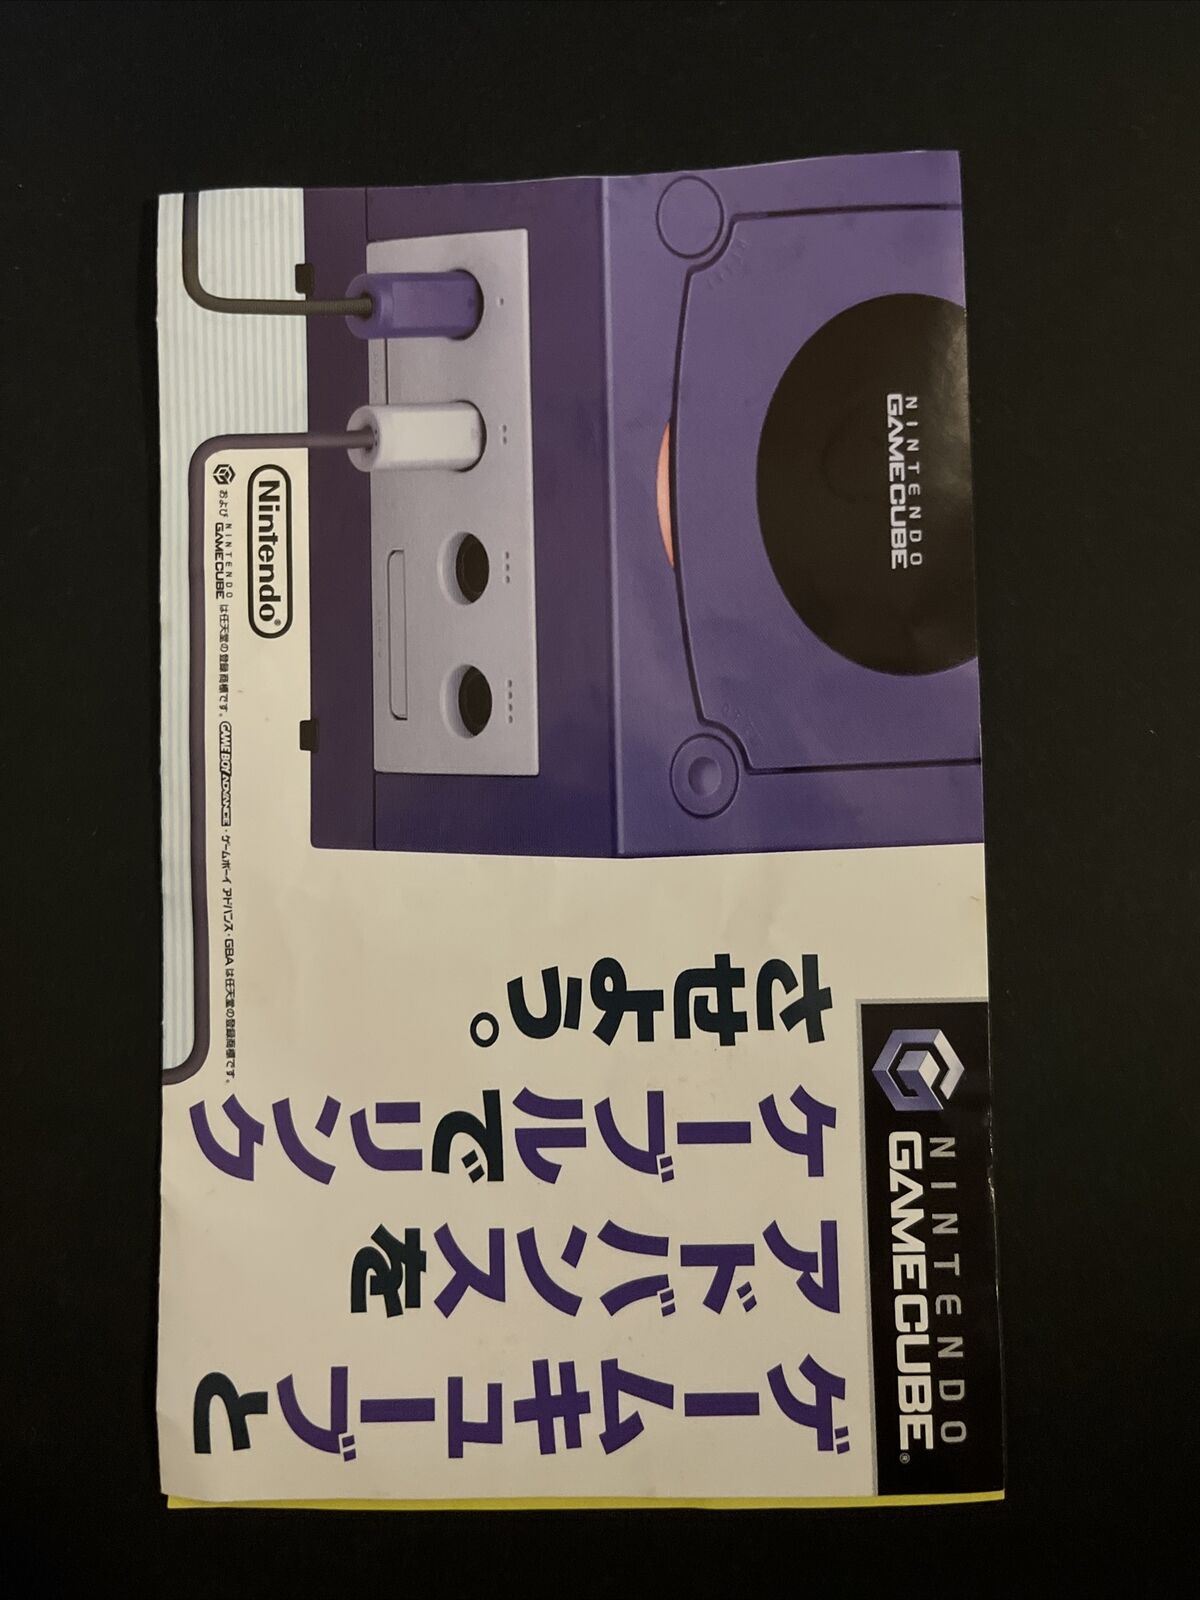 NINTENDO
GAMECUBE®
ゲームキューブと
アドバンスを
ケーブルでリンク
させよう。
NINTENDO
GAMECUBE
Nintendo®
および NINTENDO GAMECUBE は任天堂の登録商標です。GAME BOY ADVANCE・ゲームボーイ アドバンス・GBA は任天堂の登録商標です。